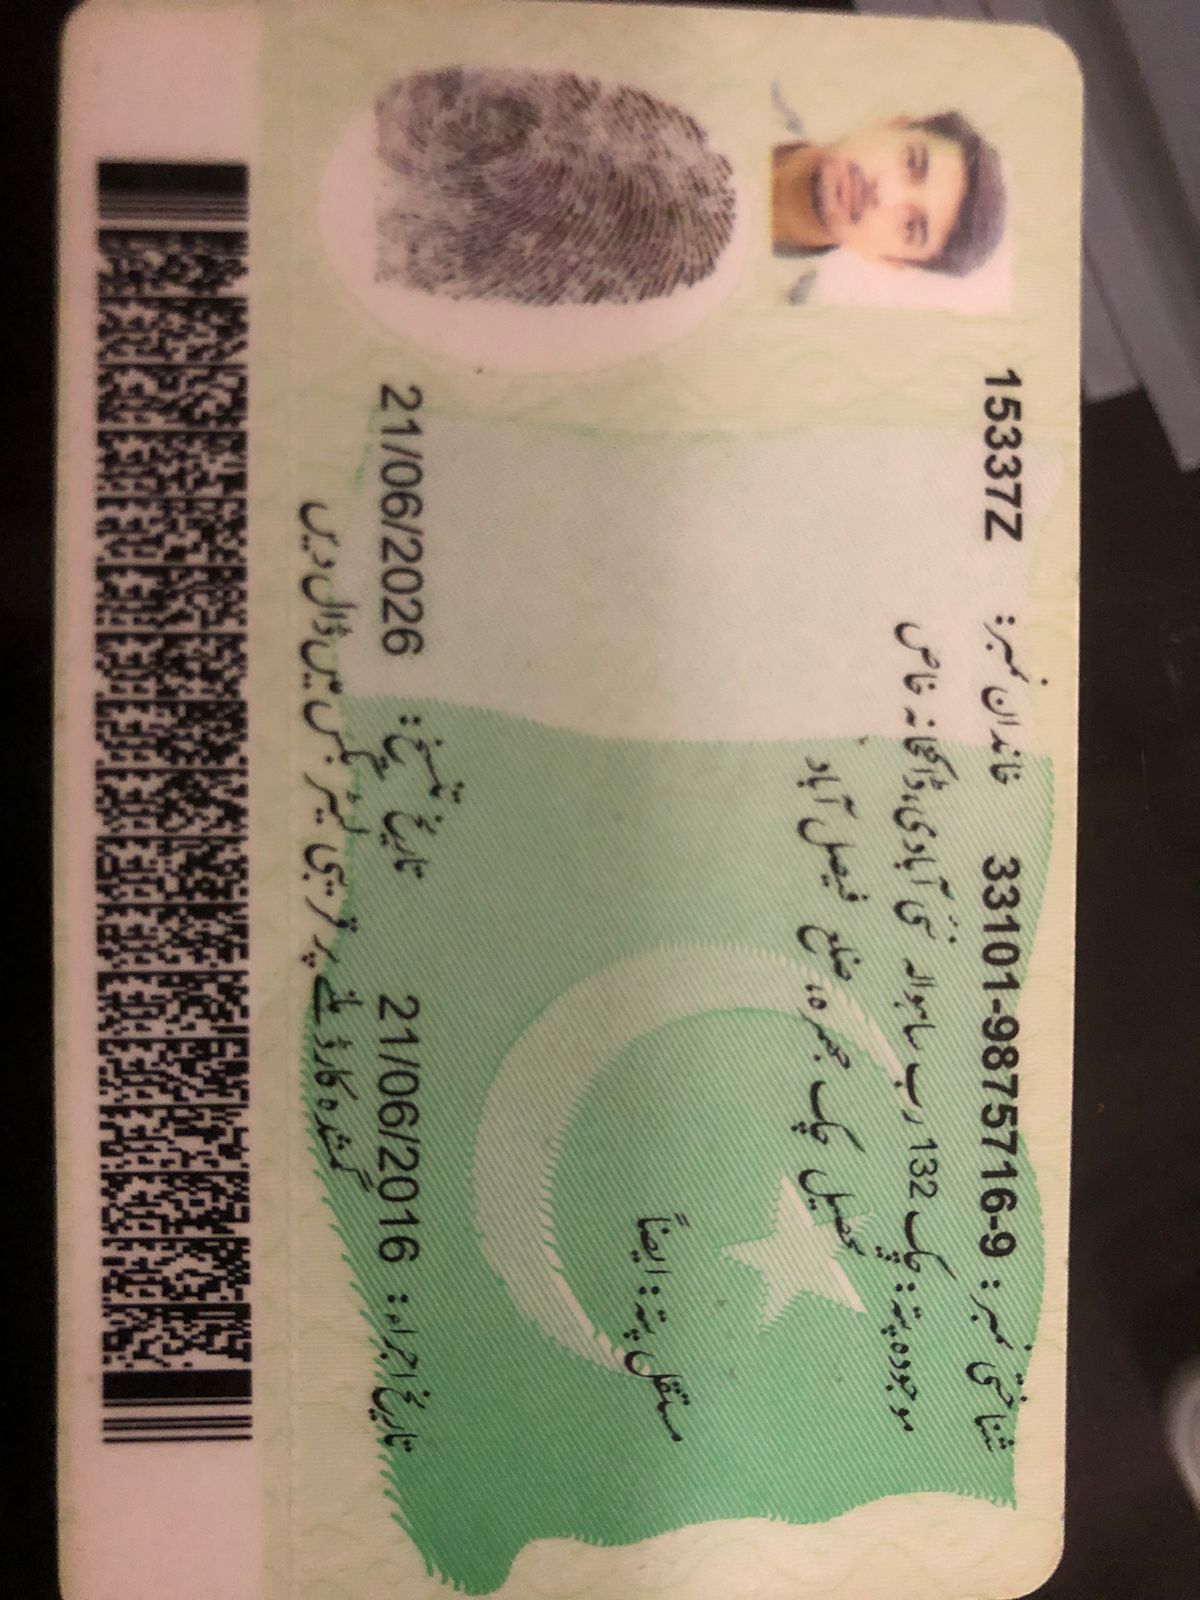 شناختی نمبر: 33101-9875716-9 خاندان نمبر: 15337Z
موجودہ پتہ: چک 132 رب ساہوالہ نئی آبادی، ڈاکخانہ خاص
تحصیل چک جھمرہ، ضلع فیصل آباد
مستقل پتہ: ایضاً
تاریخ اجراء: 21/06/2016 تاریخ تنسیخ: 21/06/2026
گمشدہ کارڈ ملنے پر قریبی لیٹر بکس میں ڈال دیں